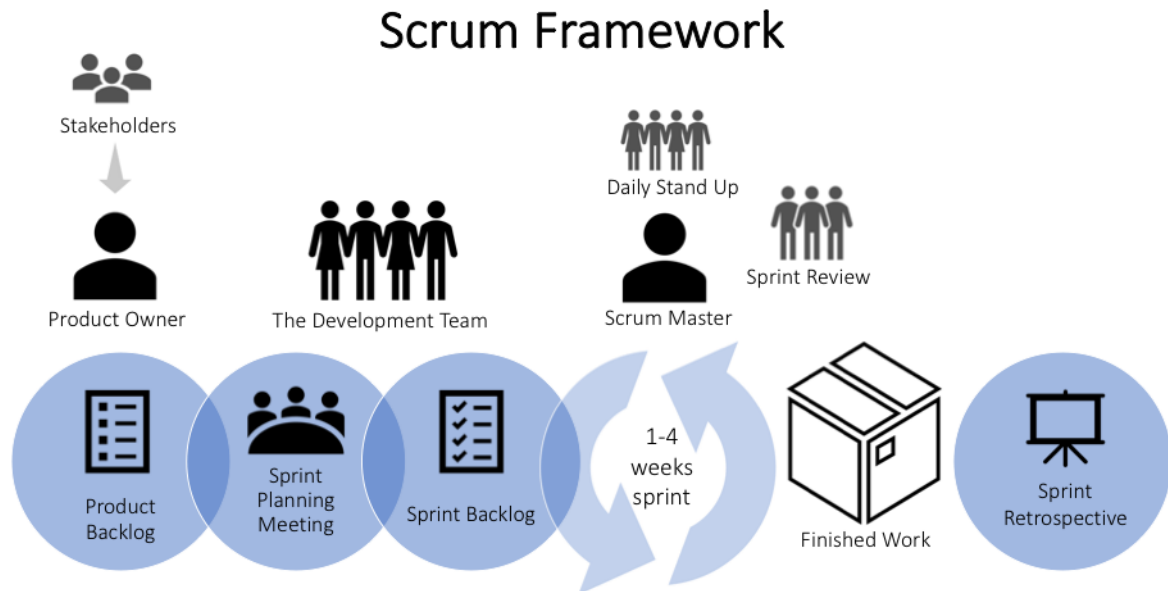 Scrum Framework
Stakeholders
Daily Stand Up
Sprint Review
Product Owner
The Development Team
Scrum Master
Product
Backlog
Sprint
Planning
Meeting
Sprint Backlog
1-4
weeks
sprint
Finished Work
Sprint
Retrospective